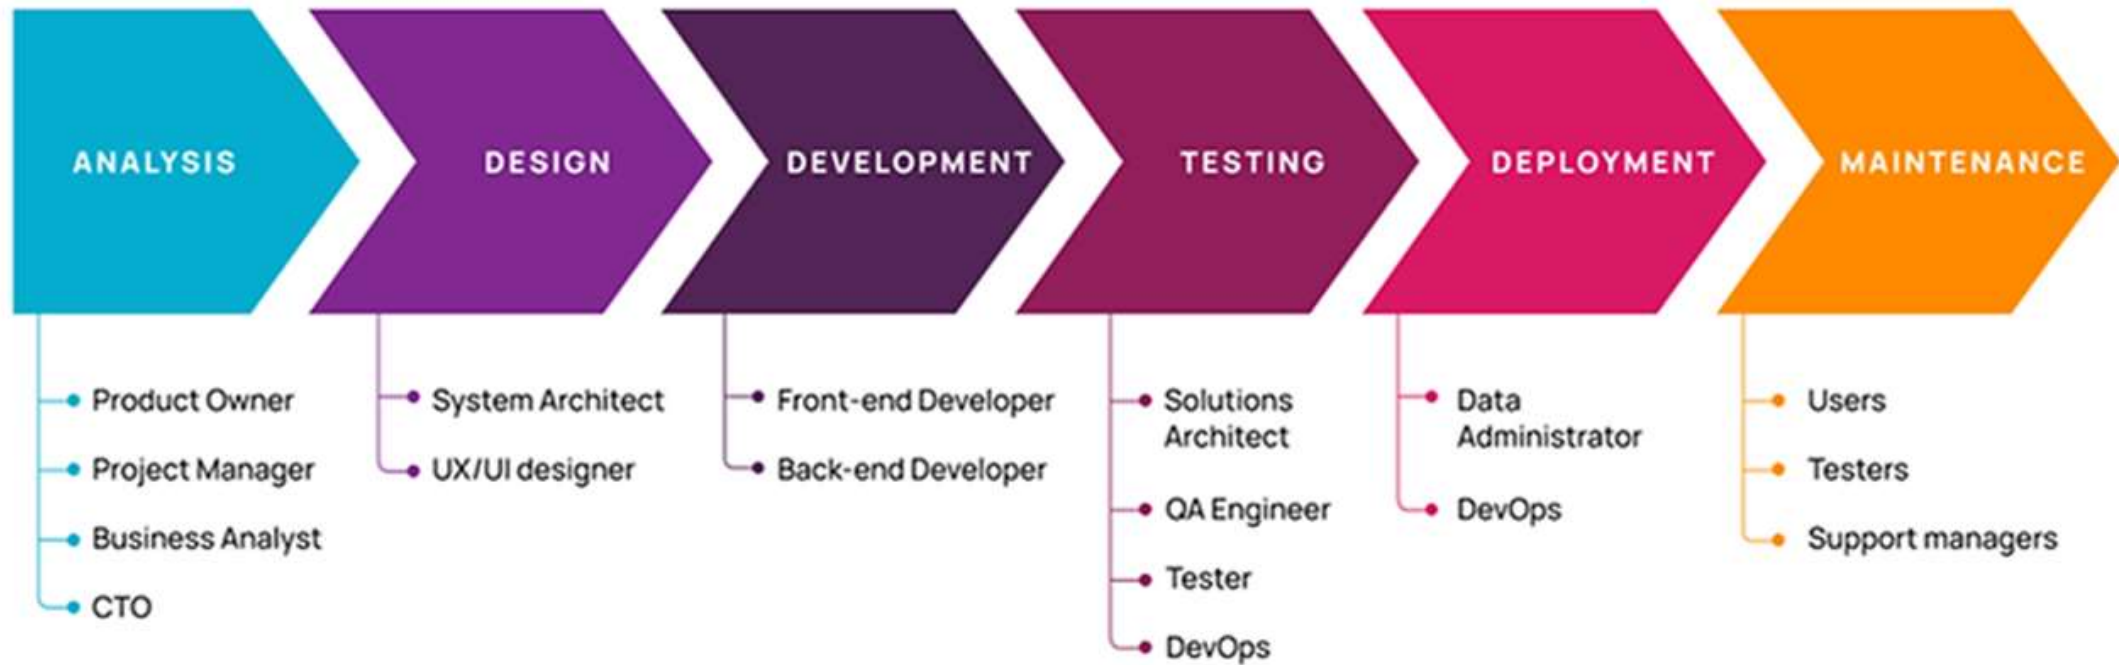 ANALYSIS
DESIGN
DEVELOPMENT
TESTING
DEPLOYMENT
MAINTENANCE
Product Owner
Project Manager
Business Analyst
CTO
System Architect
UX/UI designer
Front-end Developer
Back-end Developer
Solutions
Architect
QA Engineer
Tester
DevOps
Data
Administrator
DevOps
Users
Testers
Support managers